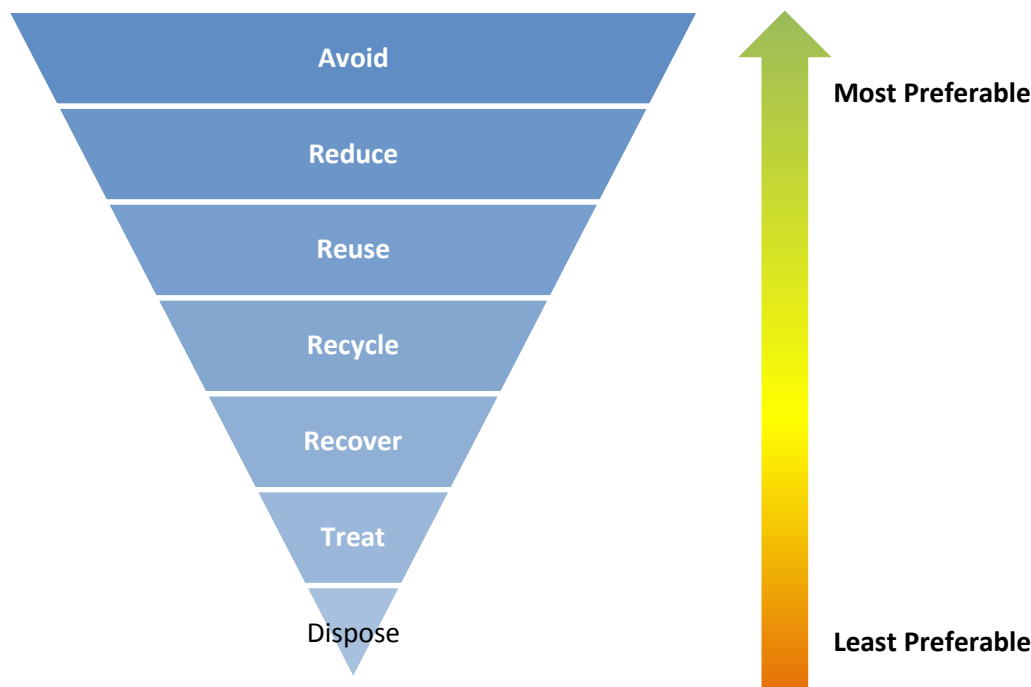 Avoid
Most Preferable
Reduce
Reuse
Recycle
Recover
Treat
Dispose
Least Preferable